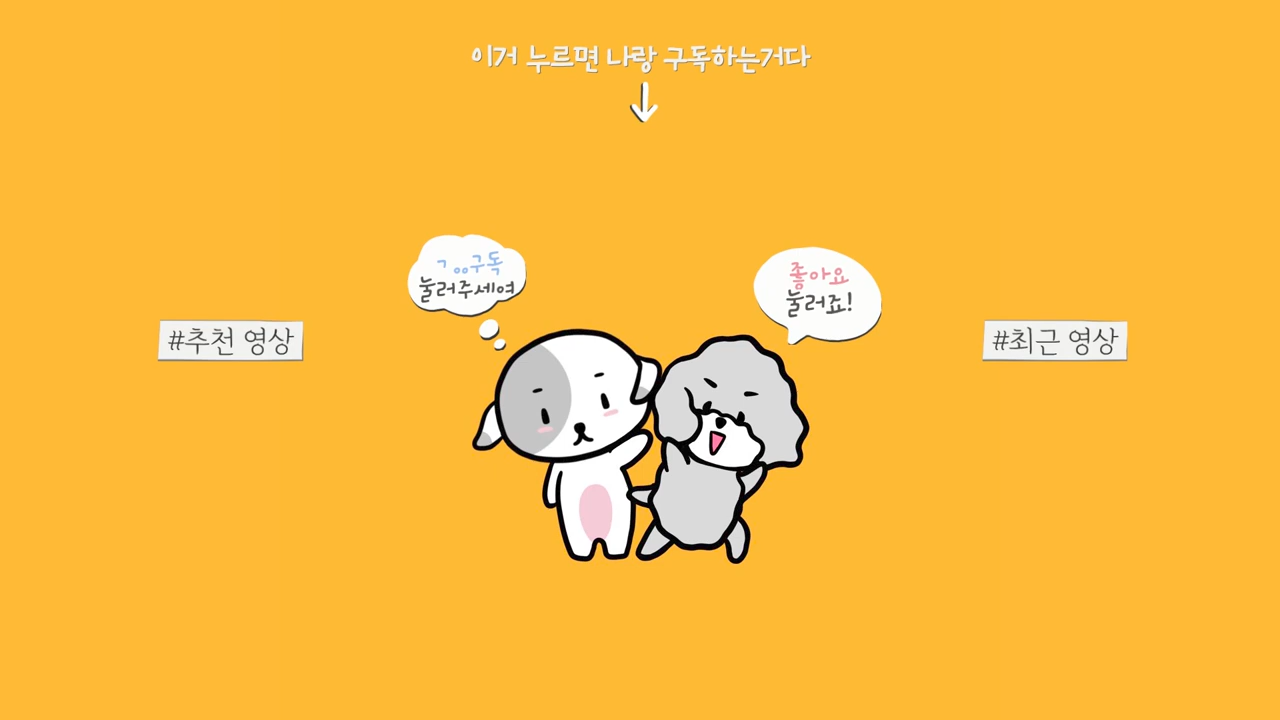 이거 누르면 나랑 구독하는거다
ㄱ ㅇㅇ구독
눌러주세여
좋아요
눌러죠!
#추천 영상
#최근 영상